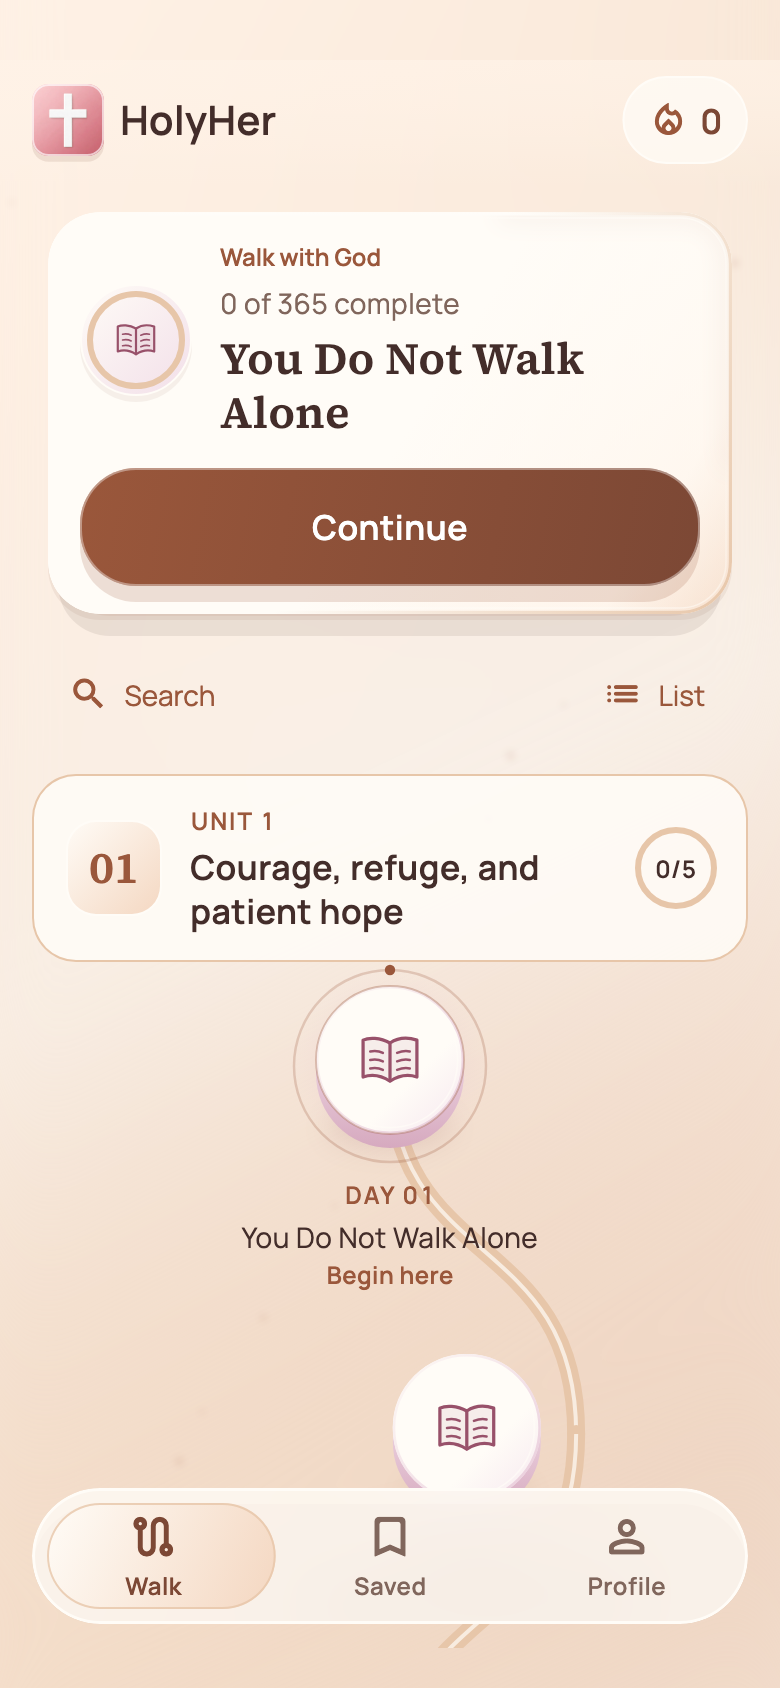 HolyHer
0
Walk with God
0 of 365 complete
You Do Not Walk
Alone
Continue
Search
List
UNIT 1
01
Courage, refuge, and
patient hope
0/5
DAY 01
You Do Not Walk Alone
Begin here
Walk
Saved
Profile